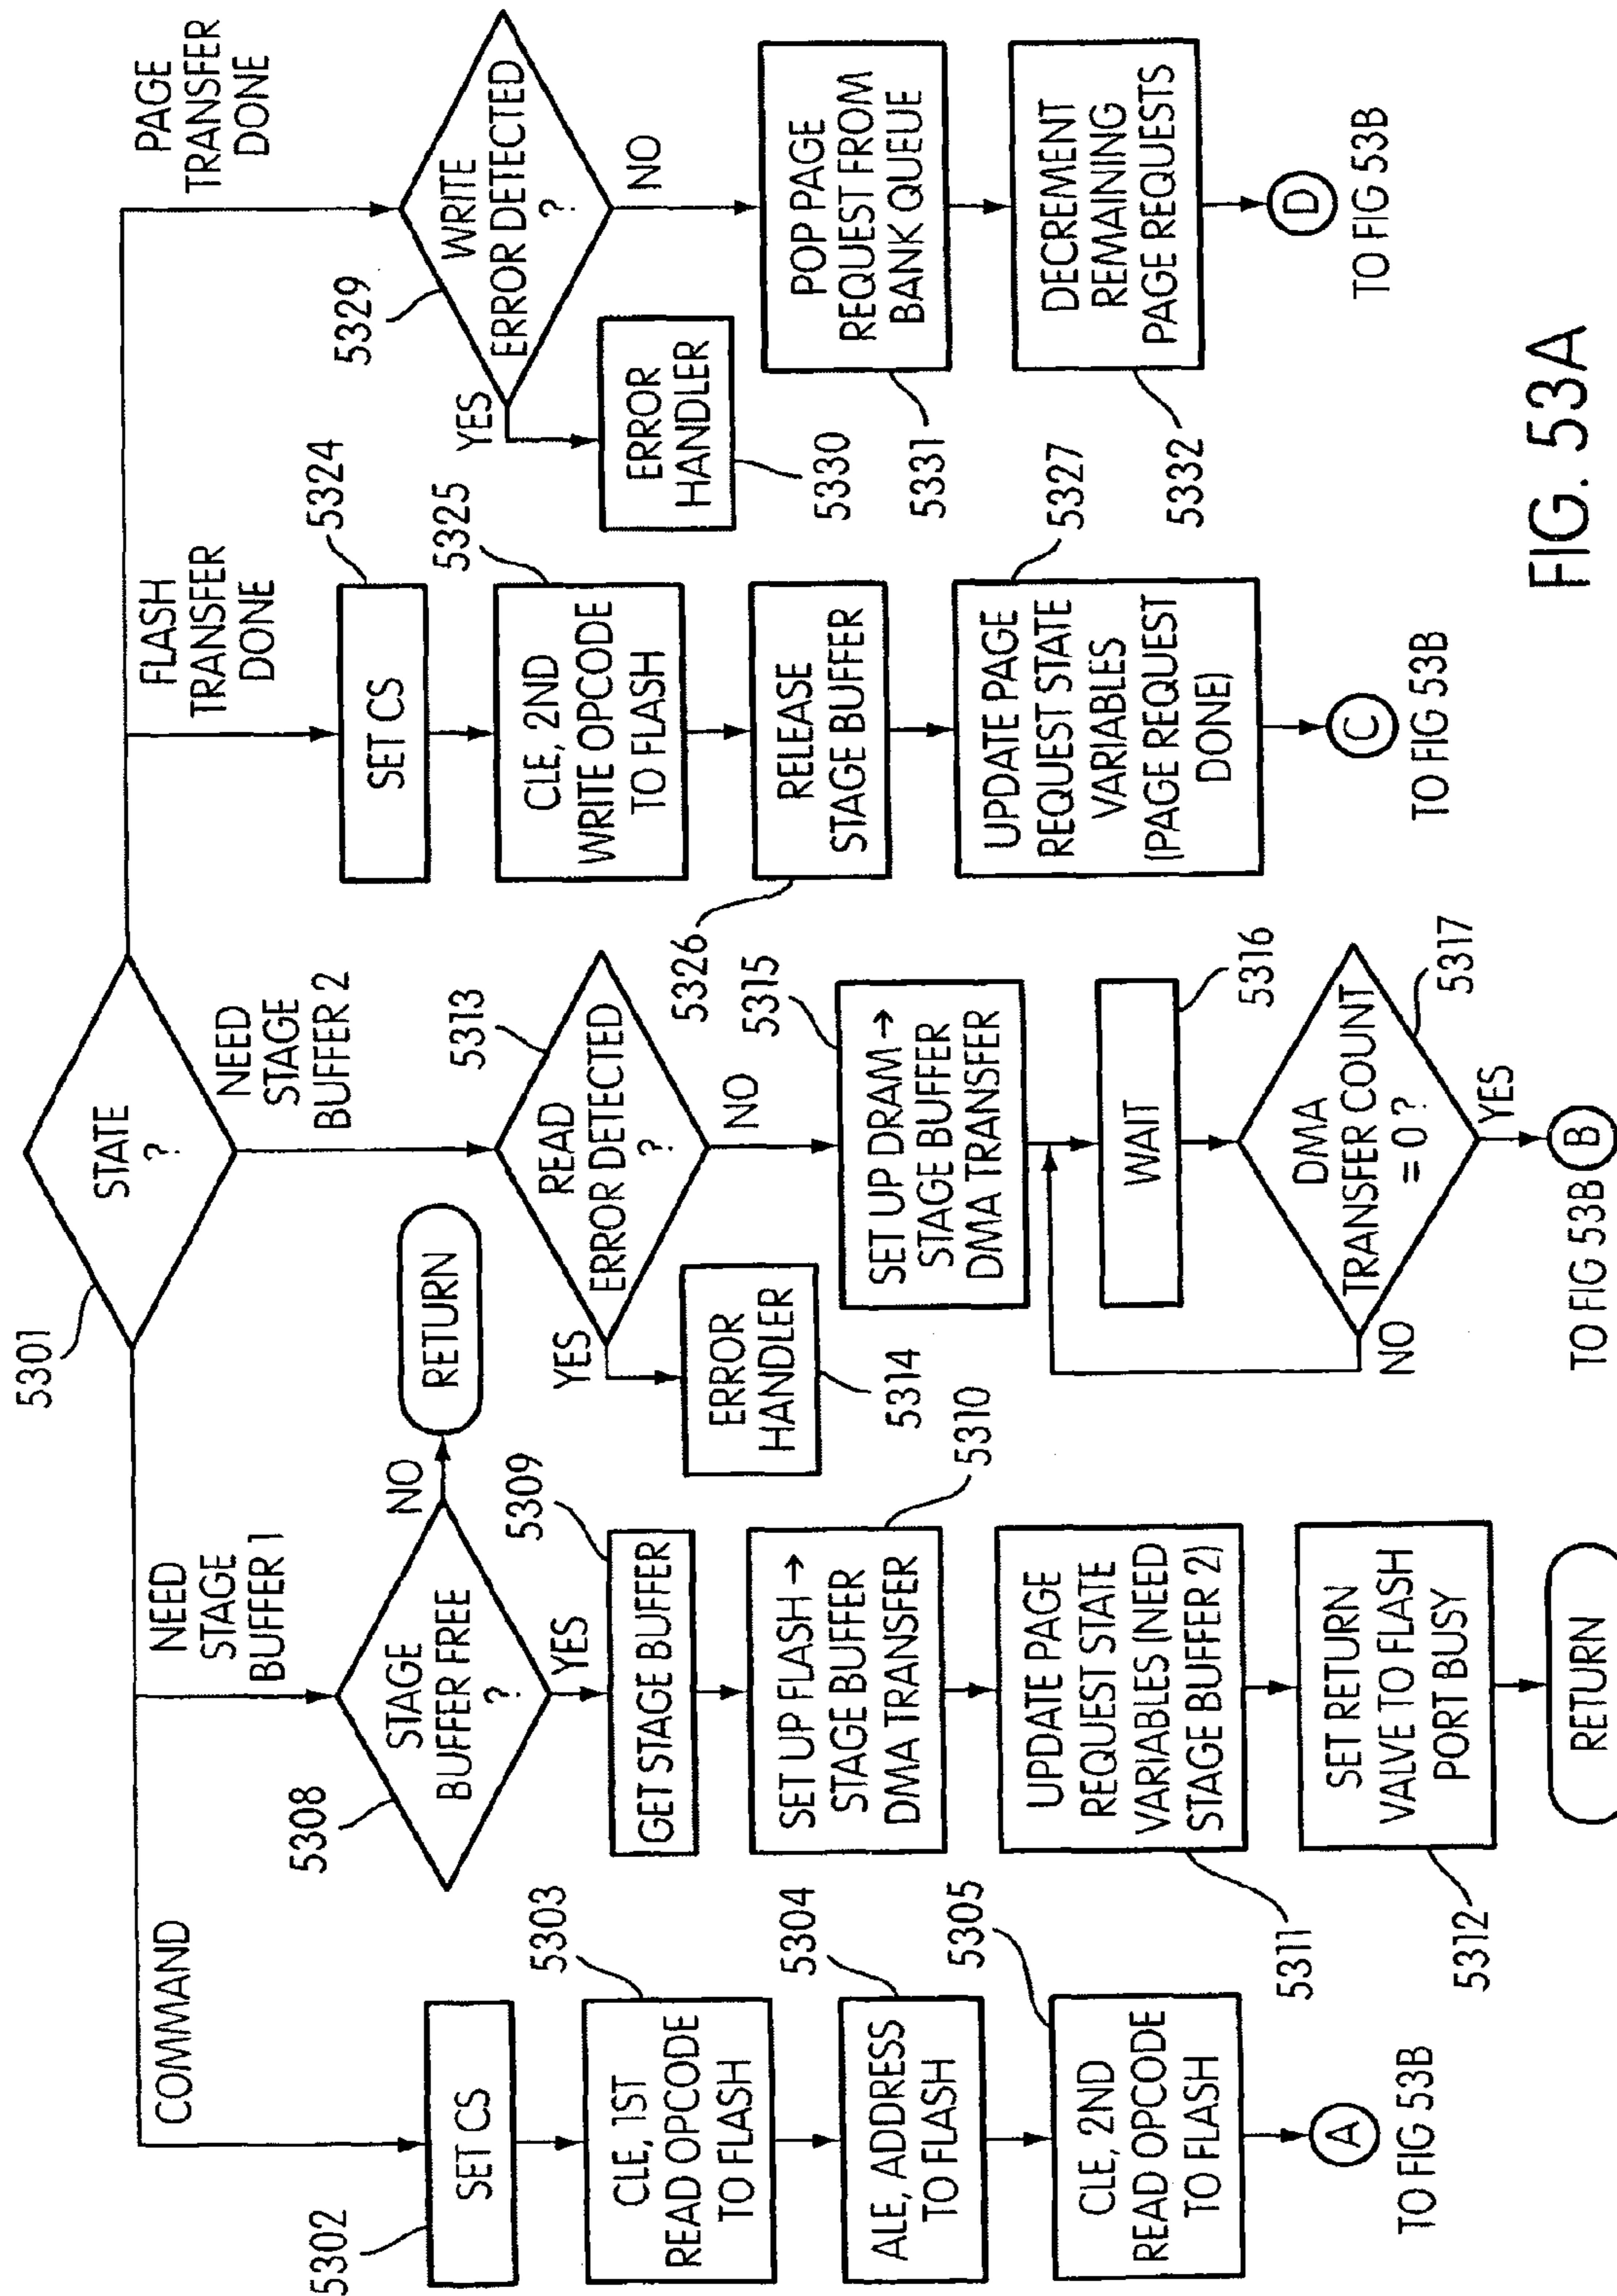 5301
STATE
?
COMMAND
5302
SET CS
5303
CLE, 1ST
READ OPCODE
TO FLASH
5304
ALE, ADDRESS
TO FLASH
5305
CLE, 2ND
READ OPCODE
TO FLASH
A
TO FIG 53B
NEED
STAGE
BUFFER 1
5308
STAGE
BUFFER FREE
?
NO
RETURN
YES
5309
GET STAGE BUFFER
5310
SET UP FLASH →
STAGE BUFFER
DMA TRANSFER
5311
UPDATE PAGE
REQUEST STATE
VARIABLES (NEED
STAGE BUFFER 2)
5312
SET RETURN
VALVE TO FLASH
PORT BUSY
RETURN
NEED
STAGE
BUFFER 2
5313
READ
ERROR DETECTED
?
YES
ERROR
HANDLER
5314
NO
5315
SET UP DRAM →
STAGE BUFFER
DMA TRANSFER
5316
WAIT
5317
DMA
TRANSFER COUNT
= 0 ?
NO
YES
B
TO FIG 53B
FLASH
TRANSFER
DONE
5324
SET CS
5325
CLE, 2ND
WRITE OPCODE
TO FLASH
5326
RELEASE
STAGE BUFFER
5327
UPDATE PAGE
REQUEST STATE
VARIABLES
(PAGE REQUEST
DONE)
C
TO FIG 53B
PAGE
TRANSFER
DONE
5329
WRITE
ERROR DETECTED
?
YES
ERROR
HANDLER
5330
NO
5331
POP PAGE
REQUEST FROM
BANK QUEUE
5332
DECREMENT
REMAINING
PAGE REQUESTS
D
TO FIG 53B
FIG. 53A